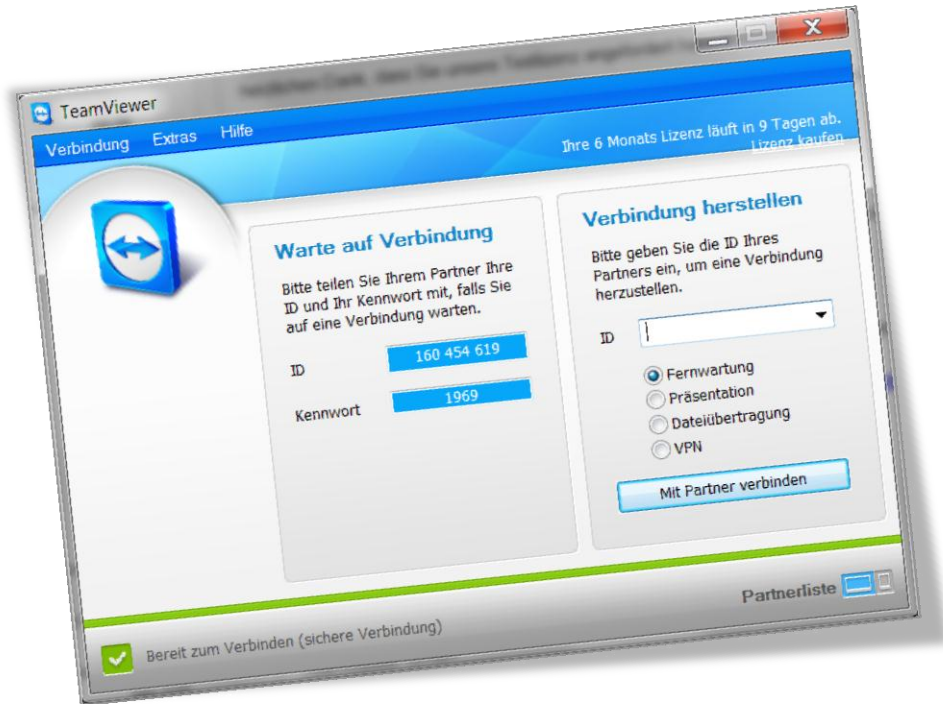 TeamViewer
Verbindung Extras Hilfe
Ihre 6 Monats Lizenz läuft in 9 Tagen ab.
Lizenz kaufen
Warte auf Verbindung
Bitte teilen Sie Ihrem Partner Ihre
ID und Ihr Kennwort mit, falls Sie
auf eine Verbindung warten.
ID 160 454 619
Kennwort 1969
Verbindung herstellen
Bitte geben Sie die ID Ihres
Partners ein, um eine Verbindung
herzustellen.
ID
Fernwartung
Präsentation
Dateiübertragung
VPN
Mit Partner verbinden
Bereit zum Verbinden (sichere Verbindung)
Partnerliste